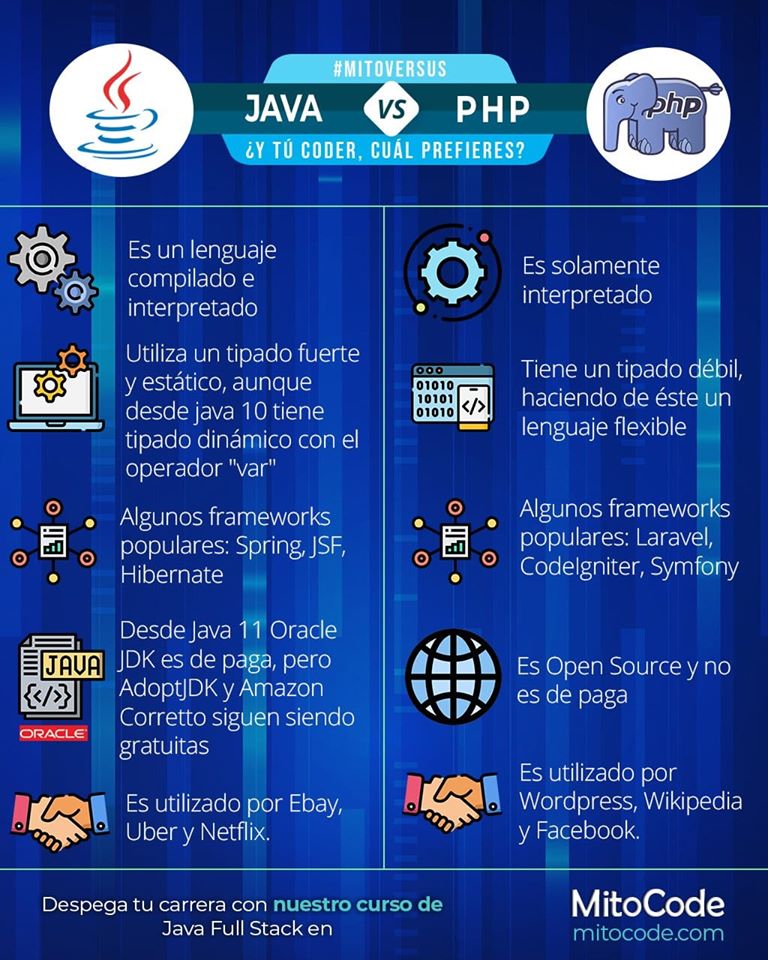 #MITOVERSUS
JAVA VS PHP
¿Y TÚ CODER, CUÁL PREFIERES?
php
Es un lenguaje
compilado e
interpretado
Utiliza un tipado fuerte
y estático, aunque
desde java 10 tiene
tipado dinámico con el
operador "var"
Algunos frameworks
populares: Spring, JSF,
Hibernate
JAVA
ORACLE
Desde Java 11 Oracle
JDK es de paga, pero
AdoptJDK y Amazon
Corretto siguen siendo
gratuitas
Es utilizado por Ebay,
Uber y Netflix.
Es solamente
interpretado
01010
10101
01010
Tiene un tipado débil,
haciendo de éste un
lenguaje flexible
Algunos frameworks
populares: Laravel,
CodeIgniter, Symfony
Es Open Source y no
es de paga
Es utilizado por
Wordpress, Wikipedia
y Facebook.
Despega tu carrera con nuestro curso de
Java Full Stack en
MitoCode
mitocode.com